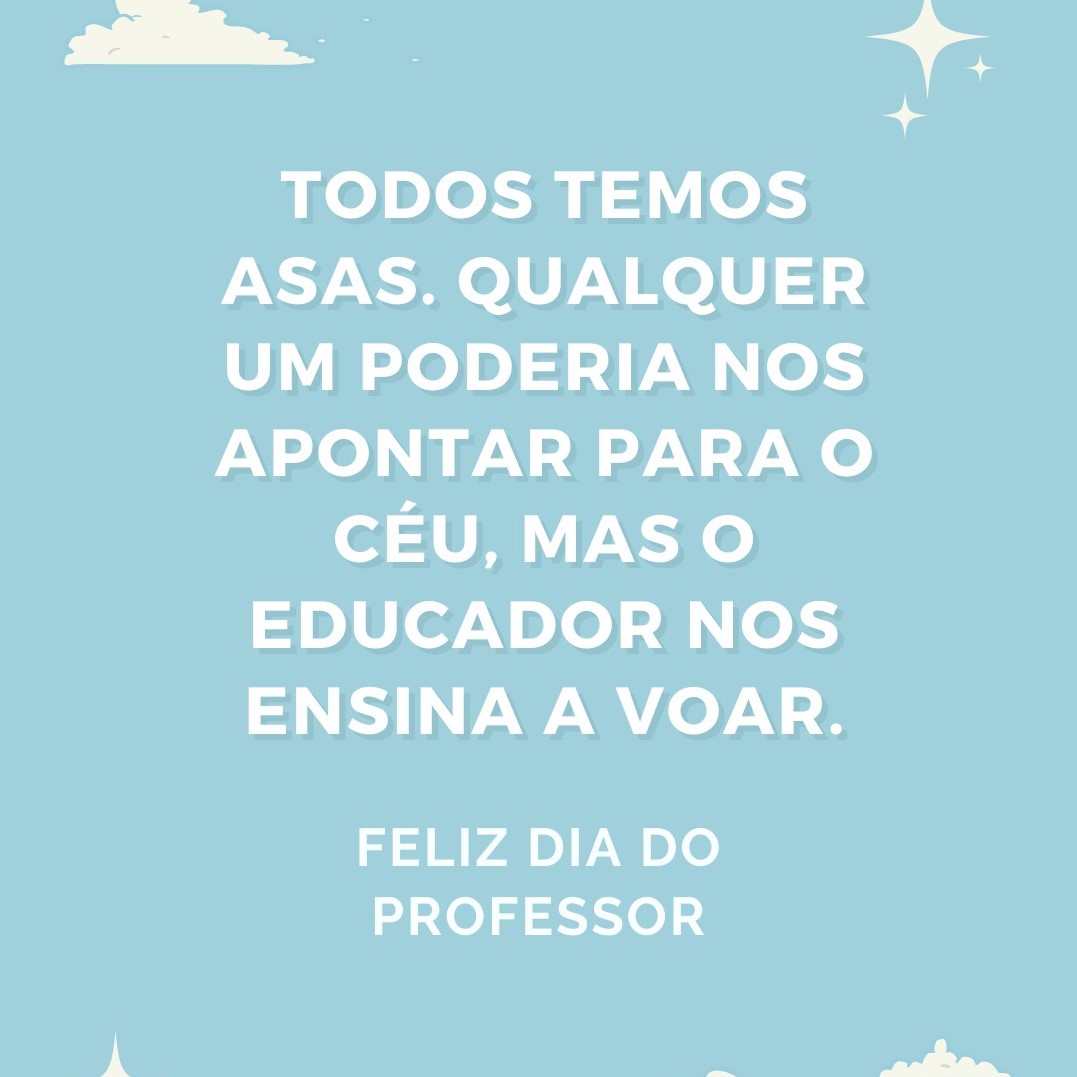 TODOS TEMOS
ASAS. QUALQUER
UM PODERIA NOS
APONTAR PARA O
CÉU, MAS O
EDUCADOR NOS
ENSINA A VOAR.
FELIZ DIA DO
PROFESSOR